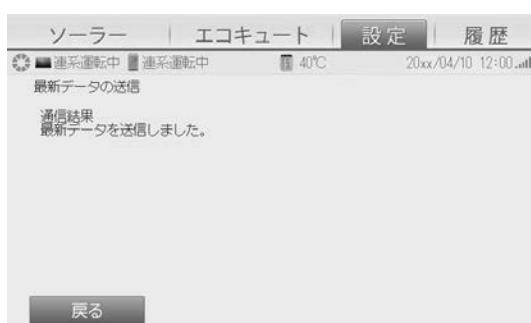 ソーラー エコキュート 設定 履歴
連系運転中 連系運転中 40℃ 20xx/04/10 12:00
最新データの送信
通信結果
最新データを送信しました。
戻る